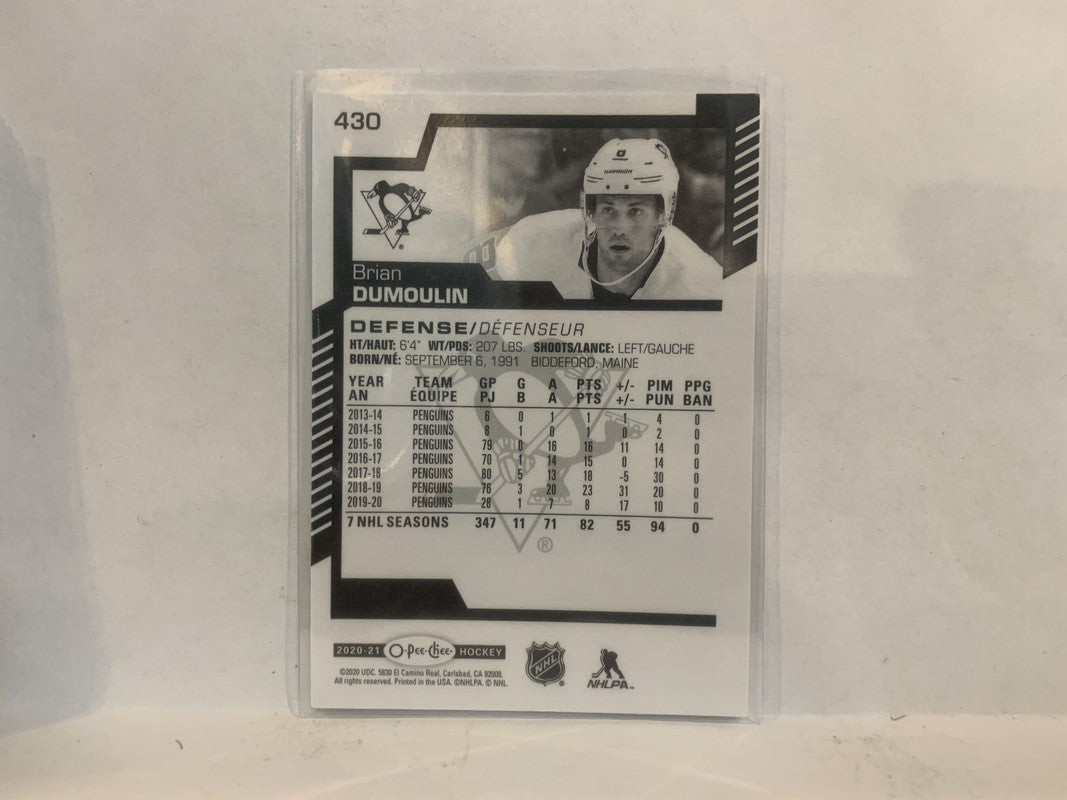 430
8
WARRIOR
Brian
DUMOULIN
DEFENSE/DÉFENSEUR
HT/HAUT: 6'4" WT/PDS: 207 LBS. SHOOTS/LANCE: LEFT/GAUCHE
BORN/NÉ: SEPTEMBER 6, 1991 BIDDEFORD, MAINE
YEAR TEAM GP G A PTS +/- PIM PPG
AN ÉQUIPE PJ B A PTS +/- PUN BAN
2013-14 PENGUINS 6 0 1 1 1 4 0
2014-15 PENGUINS 8 1 0 1 0 2 0
2015-16 PENGUINS 79 0 16 16 11 14 0
2016-17 PENGUINS 70 1 14 15 0 14 0
2017-18 PENGUINS 80 5 13 18 -5 30 0
2018-19 PENGUINS 76 3 20 23 31 20 0
2019-20 PENGUINS 28 1 7 8 17 10 0
7 NHL SEASONS 347 11 71 82 55 94 0
®
2020-21 O-Pee-Chee HOCKEY
NHL ®
NHLPA™
©2020 UDC. 5830 El Camino Real, Carlsbad, CA 92008.
All rights reserved. Printed in the USA. ©NHLPA. © NHL.